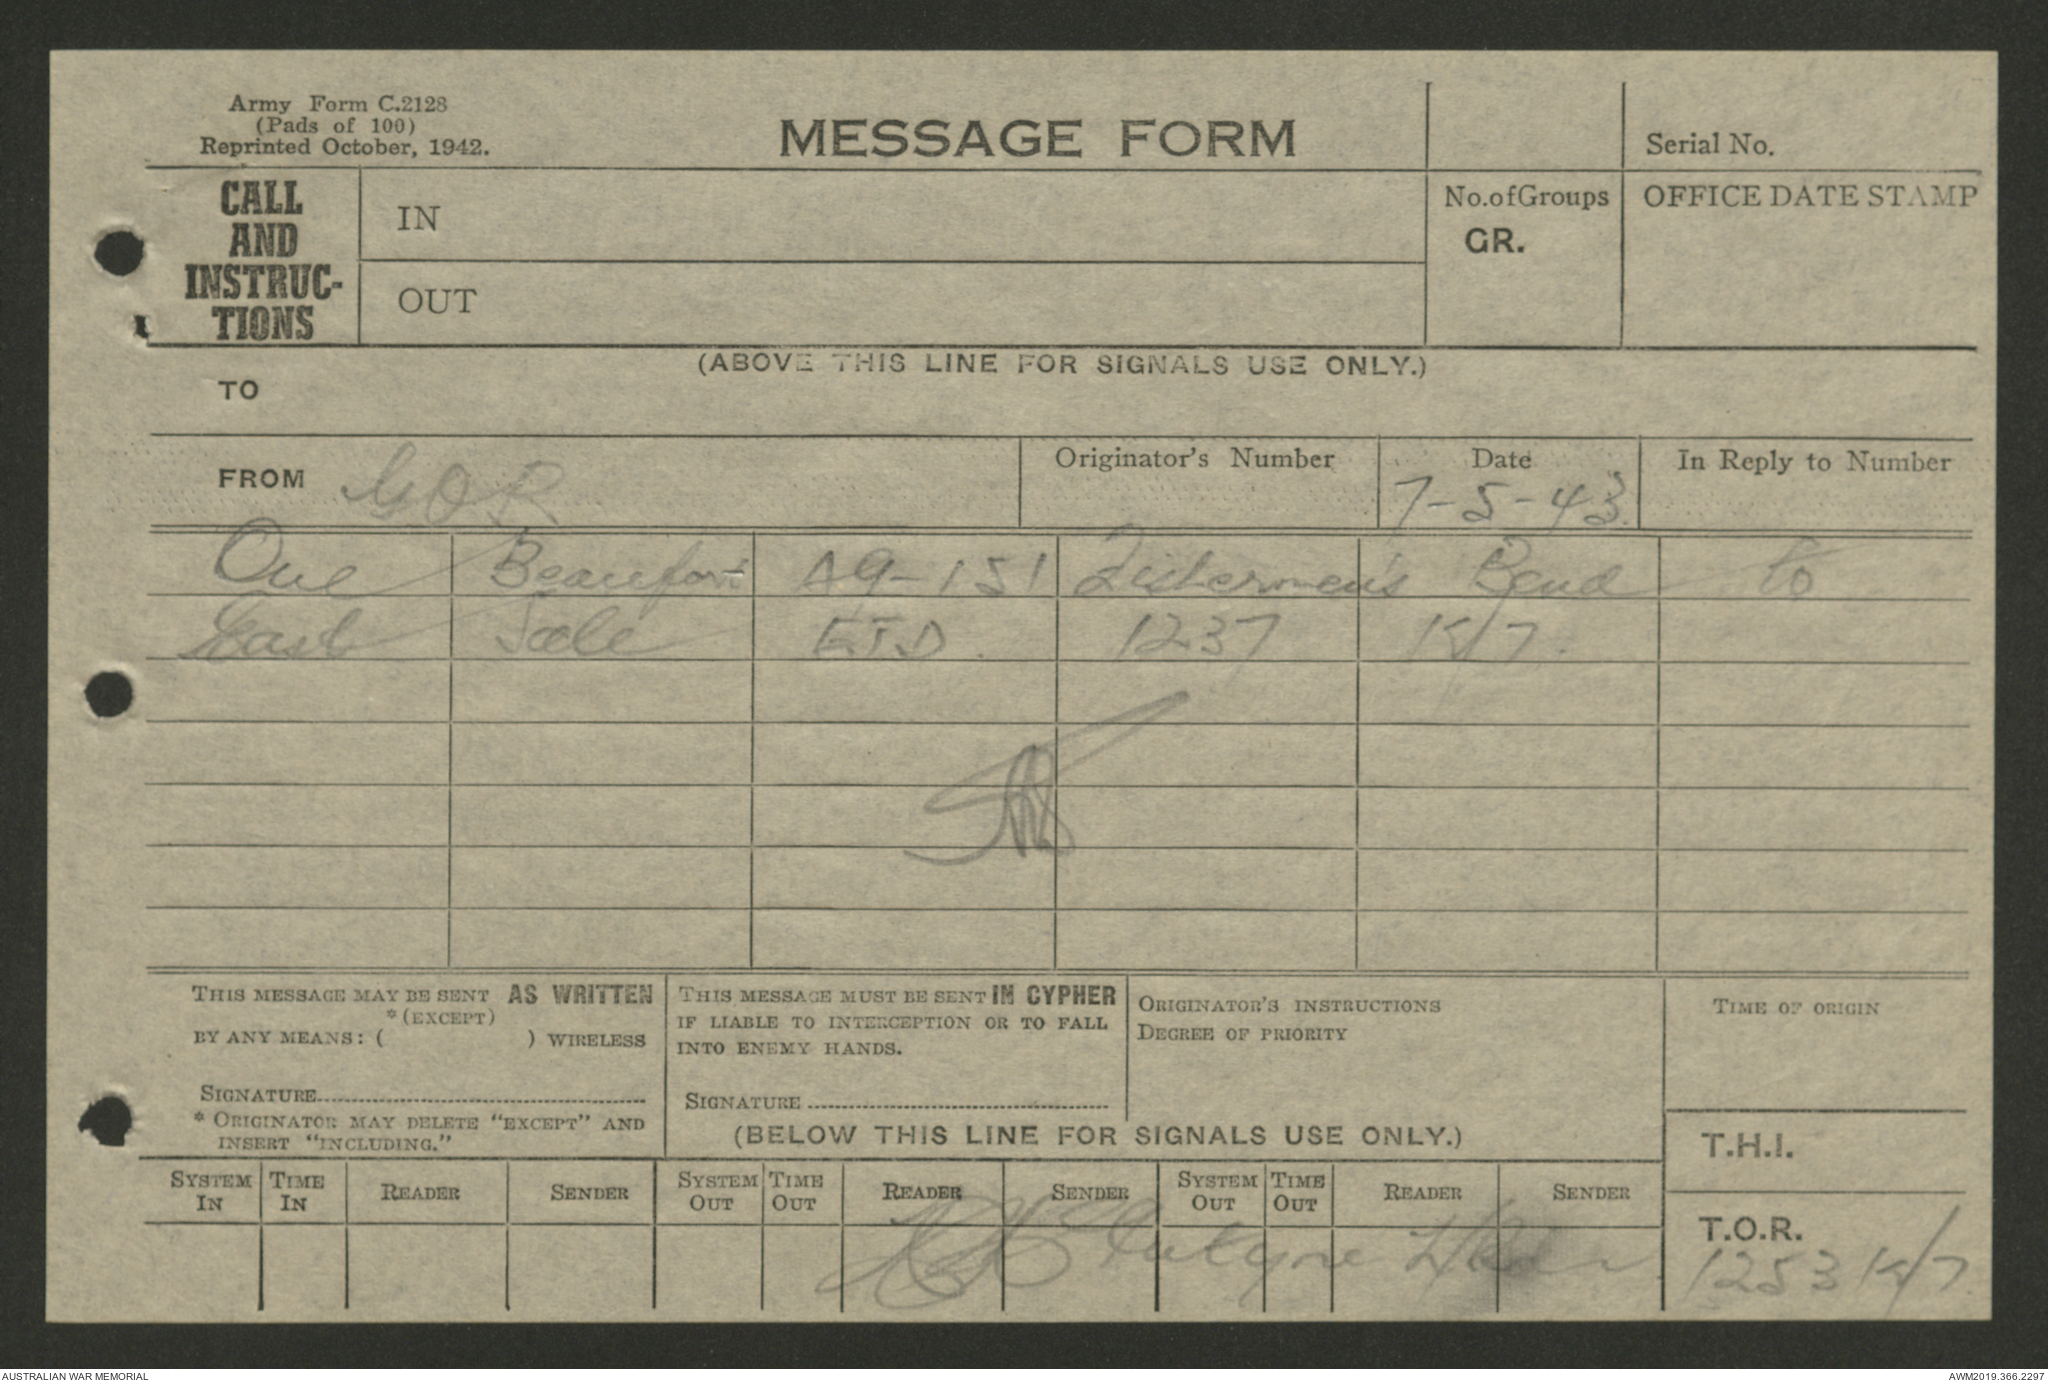 Army Form C.2128
(Pads of 100)
Reprinted October, 1942.
MESSAGE FORM
Serial No.
CALL
AND
INSTRUC-
TIONS
IN
OUT
No. of Groups
GR.
OFFICE DATE STAMP
(ABOVE THIS LINE FOR SIGNALS USE ONLY.)
TO
FROM GOR
Originator's Number
Date
7-5-43
In Reply to Number
One Beaufort A9-151 Fishermen's Bend to
East Sale ETD. 1237 K/7.
THIS MESSAGE MAY BE SENT AS WRITTEN
*(EXCEPT)
BY ANY MEANS: ( ) WIRELESS
SIGNATURE
* ORIGINATOR MAY DELETE "EXCEPT" AND
INSERT "INCLUDING."
THIS MESSAGE MUST BE SENT IN CYPHER
IF LIABLE TO INTERCEPTION OR TO FALL
INTO ENEMY HANDS.
SIGNATURE
ORIGINATOR'S INSTRUCTIONS
DEGREE OF PRIORITY
TIME OF ORIGIN
(BELOW THIS LINE FOR SIGNALS USE ONLY.)
T.H.I.
SYSTEM IN TIME IN READER SENDER SYSTEM OUT TIME OUT READER SENDER SYSTEM OUT TIME OUT READER SENDER
T.O.R.
1253 K/7
AUSTRALIAN WAR MEMORIAL
AWM2019.366.2297